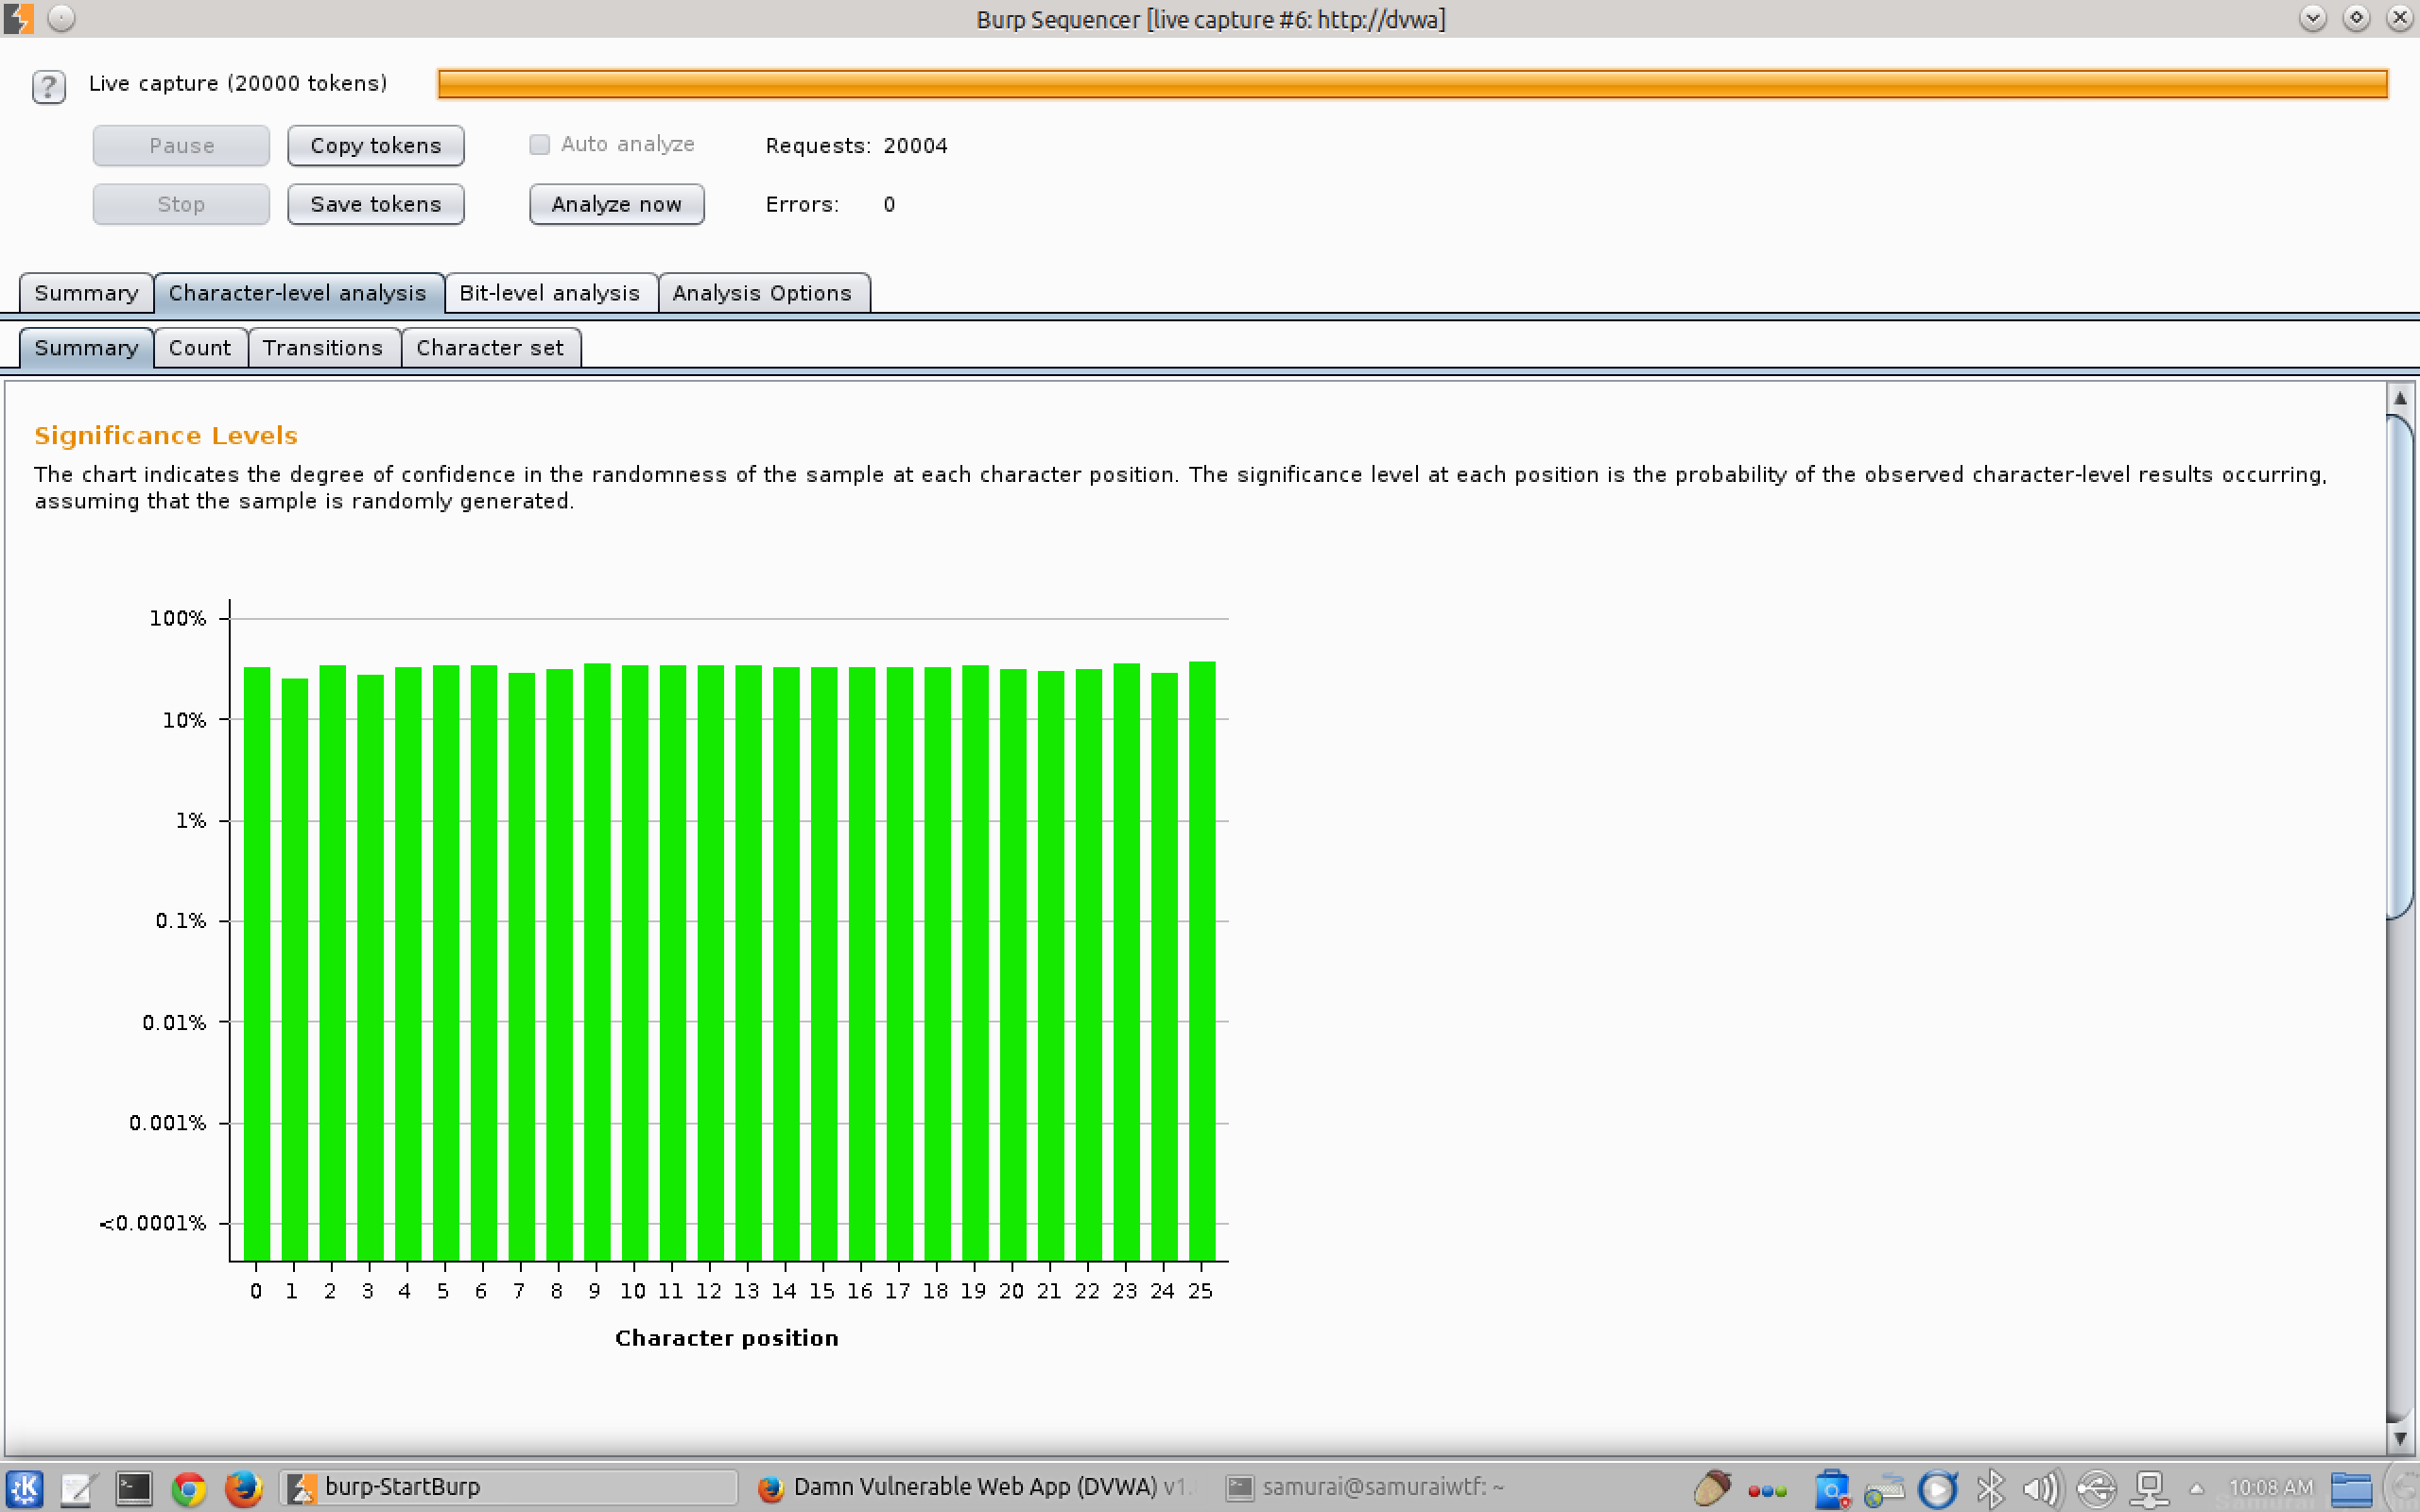 Burp Sequencer [live capture #6: http://dvwa]
? Live capture (20000 tokens)
Pause Copy tokens Auto analyze Requests: 20004
Stop Save tokens Analyze now Errors: 0
Summary Character-level analysis Bit-level analysis Analysis Options
Summary Count Transitions Character set
Significance Levels
The chart indicates the degree of confidence in the randomness of the sample at each character position. The significance level at each position is the probability of the observed character-level results occurring,
assuming that the sample is randomly generated.
100%
10%
1%
0.1%
0.01%
0.001%
<0.0001%
0 1 2 3 4 5 6 7 8 9 10 11 12 13 14 15 16 17 18 19 20 21 22 23 24 25
Character position
burp-StartBurp Damn Vulnerable Web App (DVWA) v1. samurai@samuraiwtf: ~ 10:08 AM